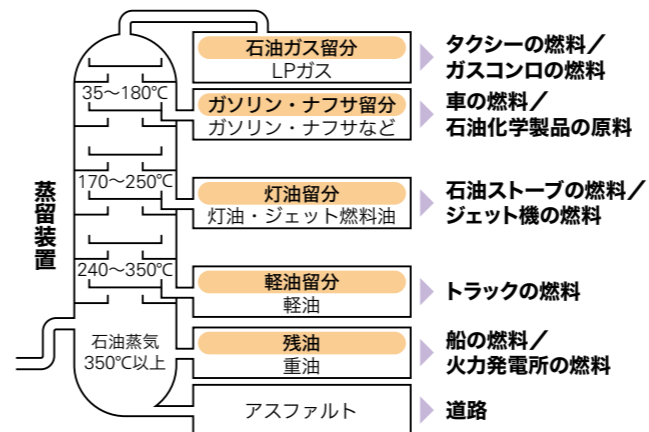 石油ガス留分
LPガス
タクシーの燃料／
ガスコンロの燃料
35～180℃
ガソリン・ナフサ留分
ガソリン・ナフサなど
車の燃料／
石油化学製品の原料
蒸留装置
170～250℃
灯油留分
灯油・ジェット燃料油
石油ストーブの燃料／
ジェット機の燃料
240～350℃
軽油留分
軽油
トラックの燃料
石油蒸気
350℃以上
残油
重油
船の燃料／
火力発電所の燃料
アスファルト
道路